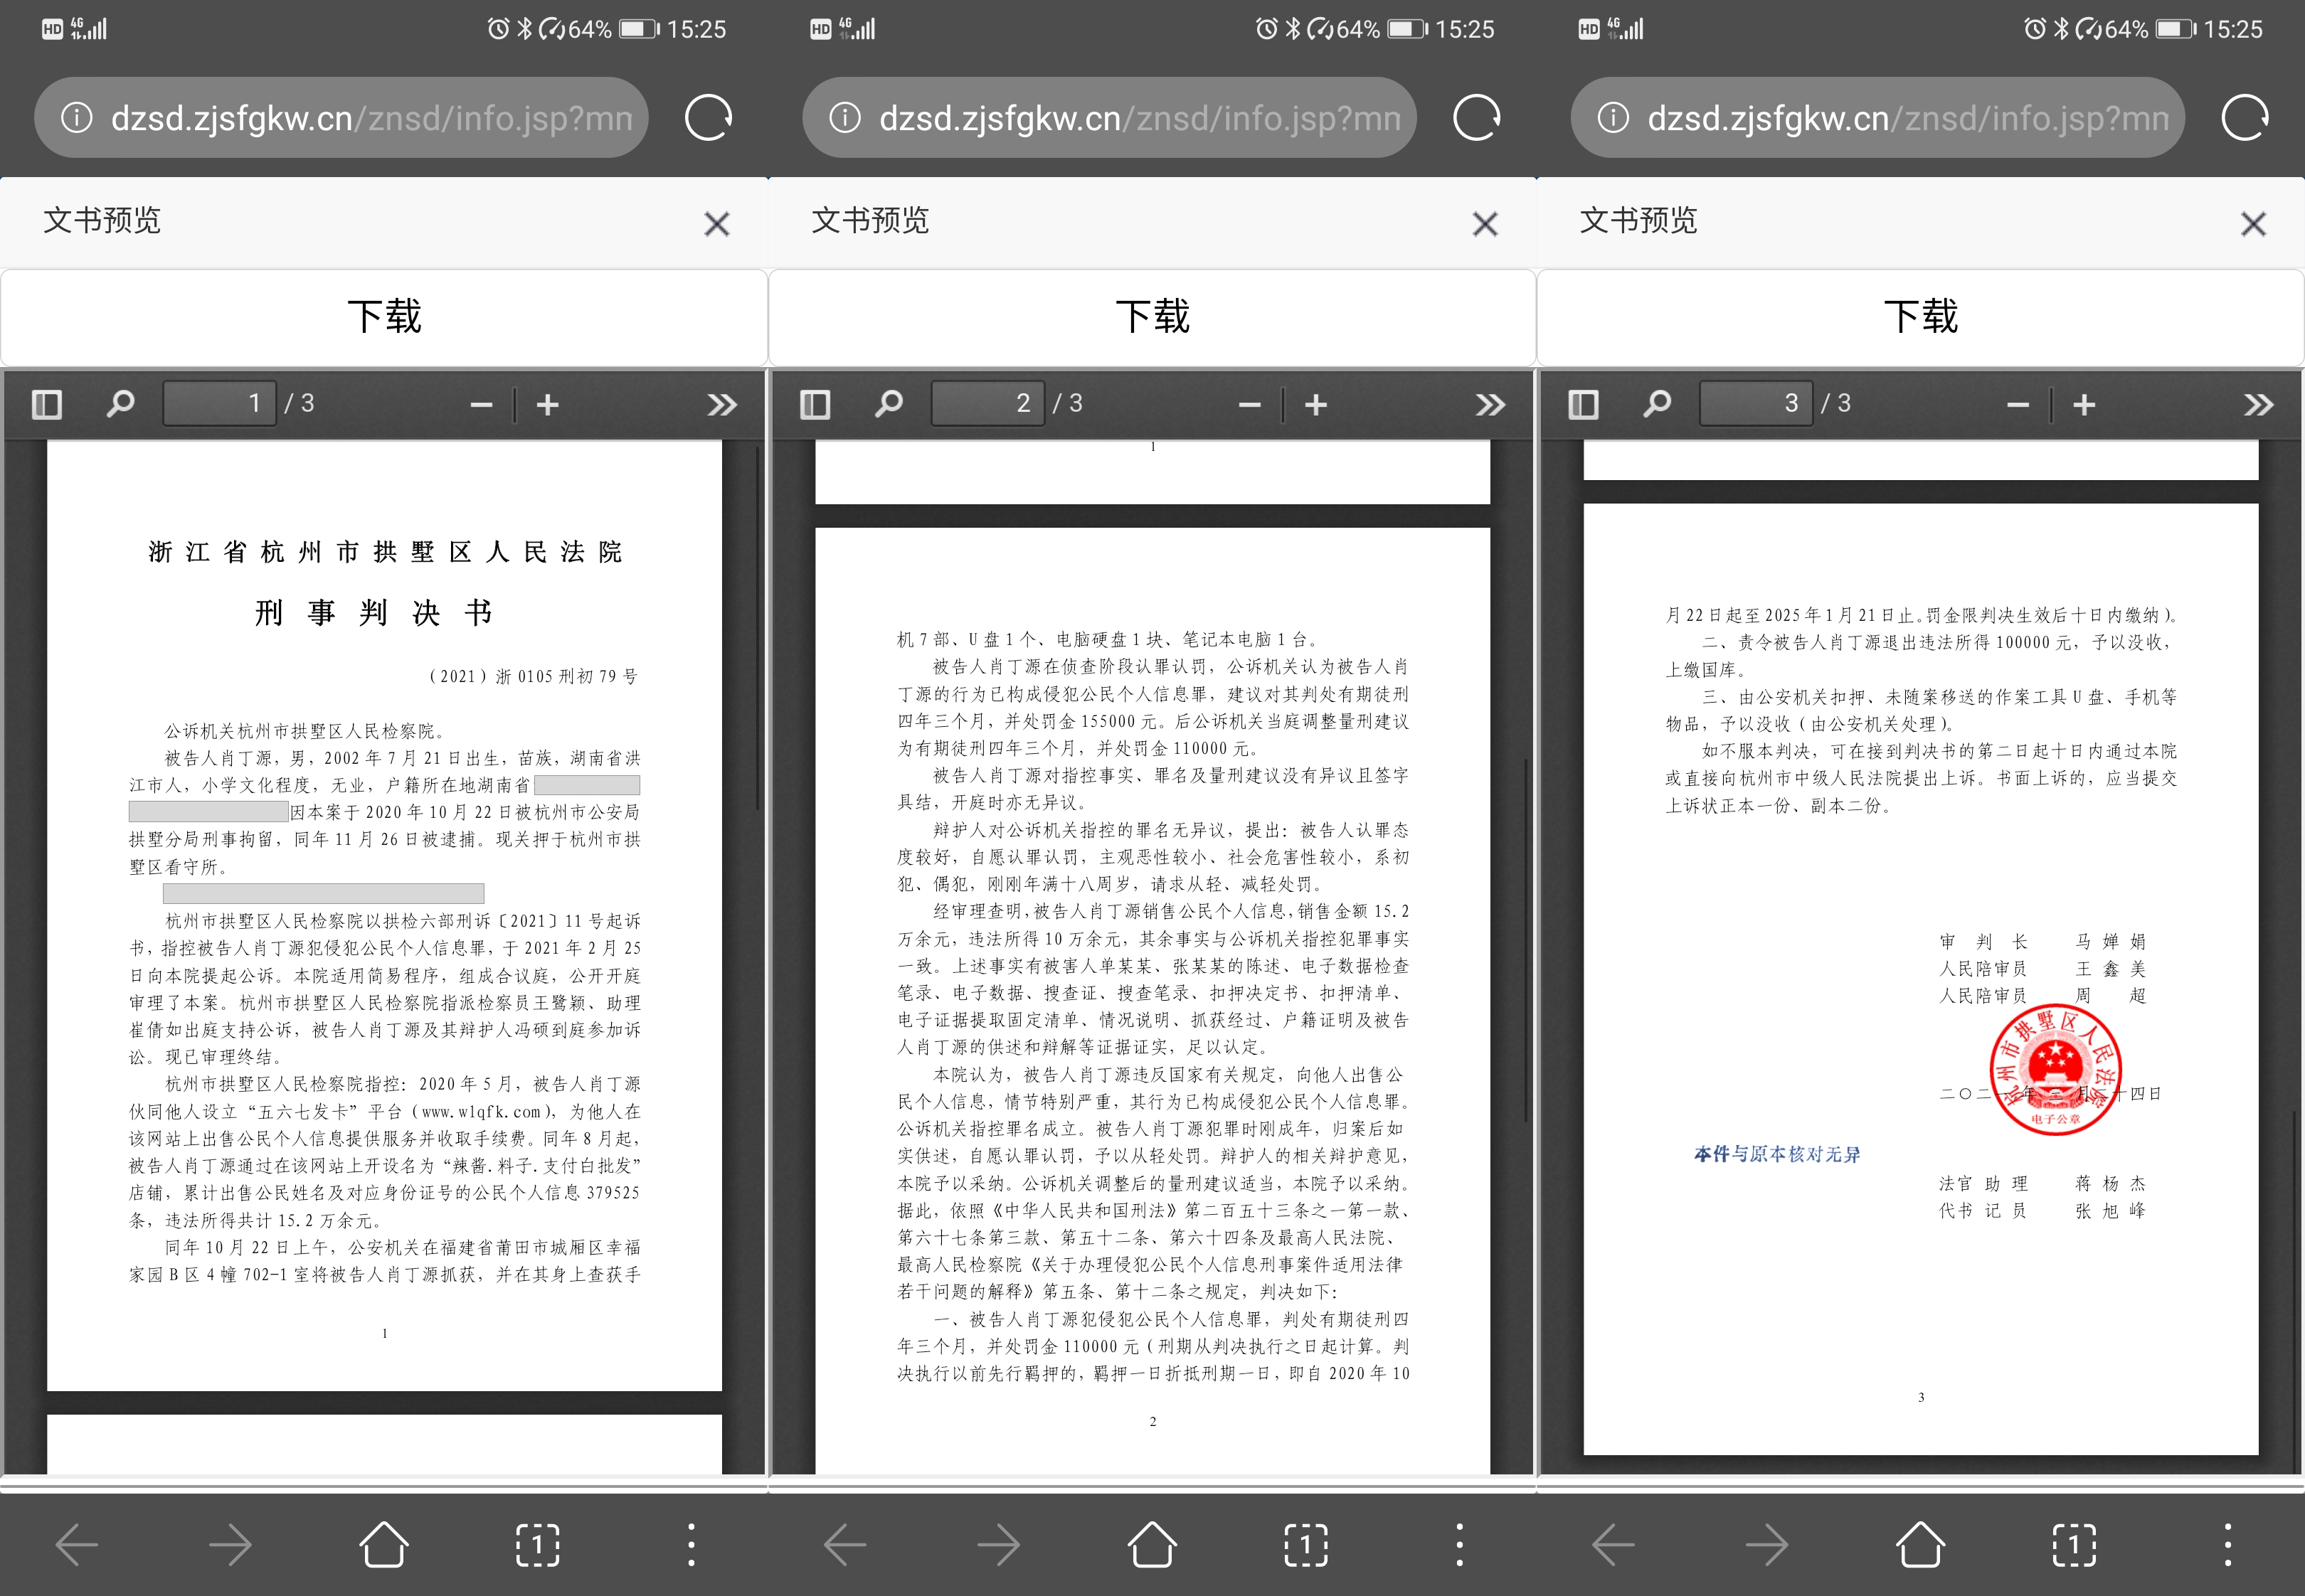 HD 4G 64% 15:25
dzsd.zjsfgkw.cn/znsd/info.jsp?mn
文书预览
下载
1 / 3
浙江省杭州市拱墅区人民法院
刑事判决书
（2021）浙 0105 刑初 79 号
公诉机关杭州市拱墅区人民检察院。
被告人肖丁源，男，2002 年 7 月 21 日出生，苗族，湖南省洪
江市人，小学文化程度，无业，户籍所在地湖南省
因本案于 2020 年 10 月 22 日被杭州市公安局
拱墅分局刑事拘留，同年 11 月 26 日被逮捕。现关押于杭州市拱
墅区看守所。
杭州市拱墅区人民检察院以拱检六部刑诉〔2021〕11 号起诉
书，指控被告人肖丁源犯侵犯公民个人信息罪，于 2021 年 2 月 25
日向本院提起公诉。本院适用简易程序，组成合议庭，公开开庭
审理了本案。杭州市拱墅区人民检察院指派检察员王鹭颖、助理
崔倩如出庭支持公诉，被告人肖丁源及其辩护人冯硕到庭参加诉
讼。现已审理终结。
杭州市拱墅区人民检察院指控：2020 年 5 月，被告人肖丁源
伙同他人设立“五六七发卡”平台（www.wlqfk.com），为他人在
该网站上出售公民个人信息提供服务并收取手续费。同年 8 月起，
被告人肖丁源通过在该网站上开设名为“辣酱.料子.支付白批发”
店铺，累计出售公民姓名及对应身份证号的公民个人信息 379525
条，违法所得共计 15.2 万余元。
同年 10 月 22 日上午，公安机关在福建省莆田市城厢区幸福
家园 B 区 4 幢 702-1 室将被告人肖丁源抓获，并在其身上查获手
1
1
HD 4G 64% 15:25
dzsd.zjsfgkw.cn/znsd/info.jsp?mn
文书预览
下载
2 / 3
1
机 7 部、U 盘 1 个、电脑硬盘 1 块、笔记本电脑 1 台。
被告人肖丁源在侦查阶段认罪认罚，公诉机关认为被告人肖
丁源的行为已构成侵犯公民个人信息罪，建议对其判处有期徒刑
四年三个月，并处罚金 155000 元。后公诉机关当庭调整量刑建议
为有期徒刑四年三个月，并处罚金 110000 元。
被告人肖丁源对指控事实、罪名及量刑建议没有异议且签字
具结，开庭时亦无异议。
辩护人对公诉机关指控的罪名无异议，提出：被告人认罪态
度较好，自愿认罪认罚，主观恶性较小、社会危害性较小，系初
犯、偶犯，刚刚年满十八周岁，请求从轻、减轻处罚。
经审理查明，被告人肖丁源销售公民个人信息，销售金额 15.2
万余元，违法所得 10 万余元，其余事实与公诉机关指控犯罪事实
一致。上述事实有被害人单某某、张某某的陈述、电子数据检查
笔录、电子数据、搜查证、搜查笔录、扣押决定书、扣押清单、
电子证据提取固定清单、情况说明、抓获经过、户籍证明及被告
人肖丁源的供述和辩解等证据证实，足以认定。
本院认为，被告人肖丁源违反国家有关规定，向他人出售公
民个人信息，情节特别严重，其行为已构成侵犯公民个人信息罪。
公诉机关指控罪名成立。被告人肖丁源犯罪时刚成年，归案后如
实供述，自愿认罪认罚，予以从轻处罚。辩护人的相关辩护意见，
本院予以采纳。公诉机关调整后的量刑建议适当，本院予以采纳。
据此，依照《中华人民共和国刑法》第二百五十三条之一第一款、
第六十七条第三款、第五十二条、第六十四条及最高人民法院、
最高人民检察院《关于办理侵犯公民个人信息刑事案件适用法律
若干问题的解释》第五条、第十二条之规定，判决如下：
一、被告人肖丁源犯侵犯公民个人信息罪，判处有期徒刑四
年三个月，并处罚金 110000 元（刑期从判决执行之日起计算。判
决执行以前先行羁押的，羁押一日折抵刑期一日，即自 2020 年 10
2
1
HD 4G 64% 15:25
dzsd.zjsfgkw.cn/znsd/info.jsp?mn
文书预览
下载
3 / 3
月 22 日起至 2025 年 1 月 21 日止。罚金限判决生效后十日内缴纳）。
二、责令被告人肖丁源退出违法所得 100000 元，予以没收，
上缴国库。
三、由公安机关扣押、未随案移送的作案工具 U 盘、手机等
物品，予以没收（由公安机关处理）。
如不服本判决，可在接到判决书的第二日起十日内通过本院
或直接向杭州市中级人民法院提出上诉。书面上诉的，应当提交
上诉状正本一份、副本二份。
审判长 马婵娟
人民陪审员 王鑫美
人民陪审员 周超
杭州市拱墅区人民法院
二〇二一年三月二十四日
电子公章
本件与原本核对无异
法官助理 蒋杨杰
代书记员 张旭峰
3
1